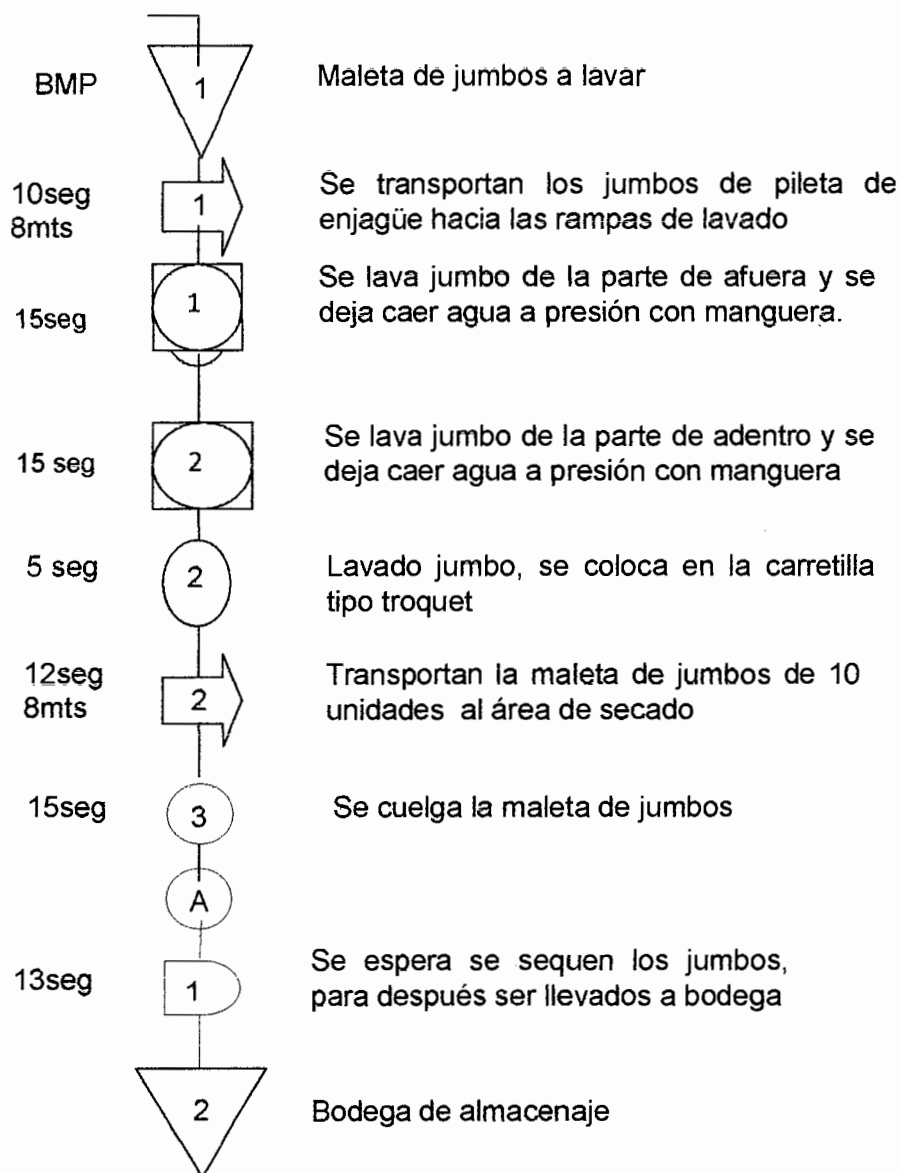 BMP
1
Maleta de jumbos a lavar
10seg
8mts
1
Se transportan los jumbos de pileta de
enjagüe hacia las rampas de lavado
15seg
1
Se lava jumbo de la parte de afuera y se
deja caer agua a presión con manguera.
15 seg
2
Se lava jumbo de la parte de adentro y se
deja caer agua a presión con manguera
5 seg
2
Lavado jumbo, se coloca en la carretilla
tipo troquet
12seg
8mts
2
Transportan la maleta de jumbos de 10
unidades al área de secado
15seg
3
Se cuelga la maleta de jumbos
A
13seg
1
Se espera se sequen los jumbos,
para después ser llevados a bodega
2
Bodega de almacenaje